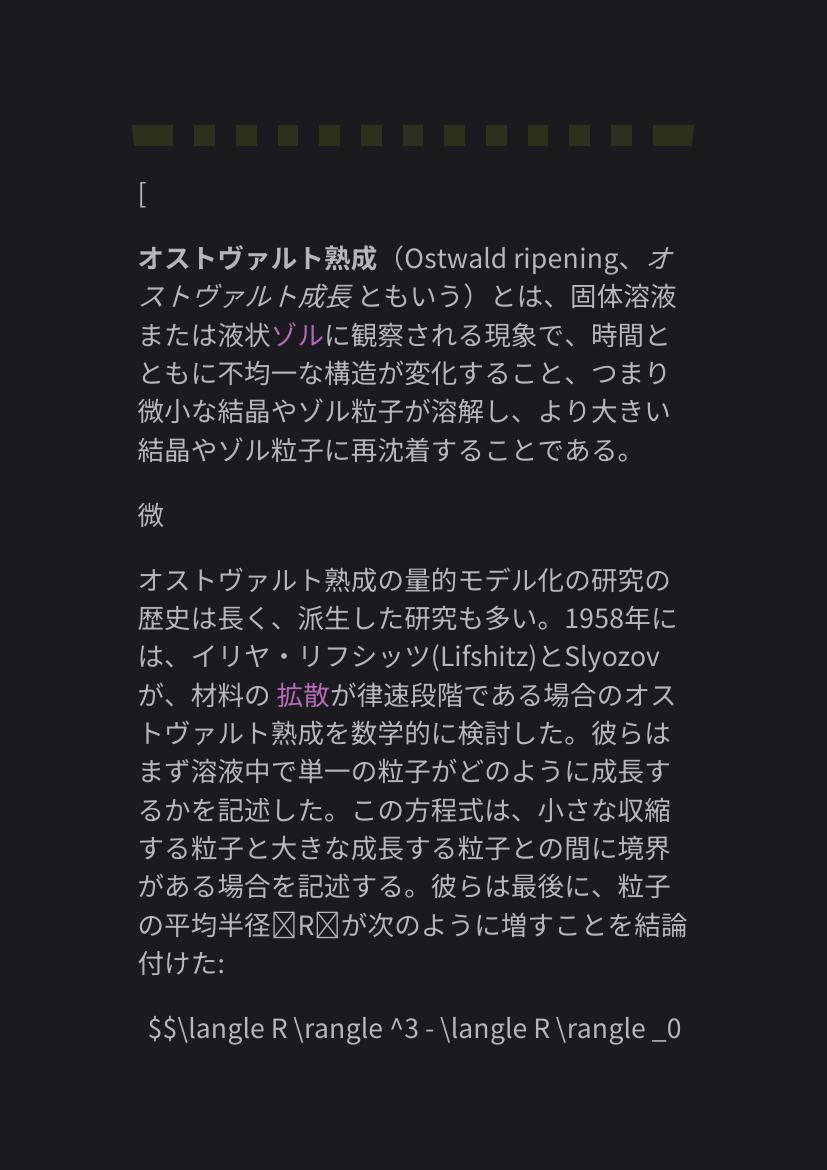 [
オストヴァルト熟成（Ostwald ripening、オ
ストヴァルト成長 ともいう）とは、固体溶液
または液状ゾルに観察される現象で、時間と
ともに不均一な構造が変化すること、つまり
微小な結晶やゾル粒子が溶解し、より大きい
結晶やゾル粒子に再沈着することである。
微
オストヴァルト熟成の量的モデル化の研究の
歴史は長く、派生した研究も多い。1958年に
は、イリヤ・リフシッツ(Lifshitz)とSlyozov
が、材料の 拡散が律速段階である場合のオス
トヴァルト熟成を数学的に検討した。彼らは
まず溶液中で単一の粒子がどのように成長す
るかを記述した。この方程式は、小さな収縮
する粒子と大きな成長する粒子との間に境界
がある場合を記述する。彼らは最後に、粒子
の平均半径〿R〿が次のように増すことを結論
付けた:
$$\langle R \rangle ^3 - \langle R \rangle _0